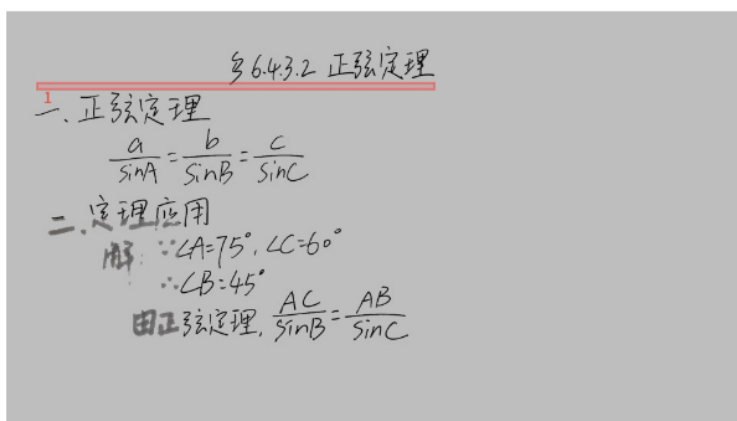 §6.4.3.2 正弦定理
1
一、正弦定理
a/sinA = b/sinB = c/sinC
二、定理应用
解: ∵∠A=75°, ∠C=60°
∴∠B=45°
由正弦定理, AC/sinB = AB/sinC